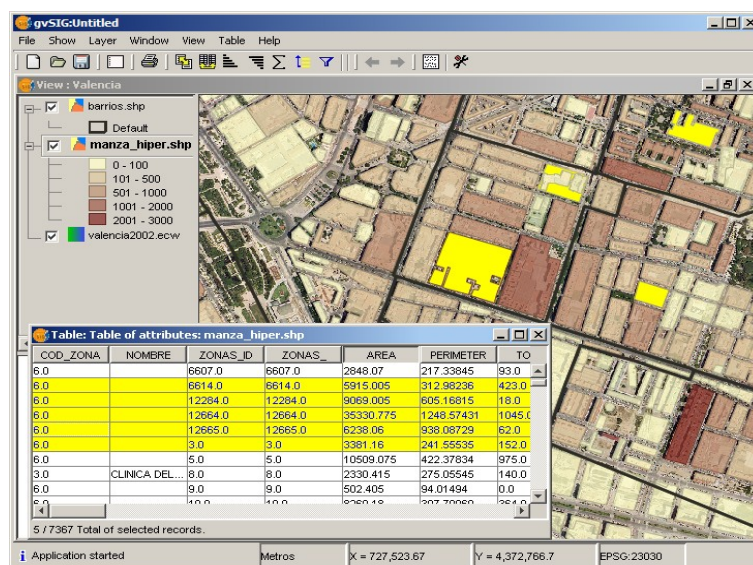 gvSIG:Untitled
File Show Layer Window View Table Help
View : Valencia
barrios.shp
Default
manza_hiper.shp
0 - 100
101 - 500
501 - 1000
1001 - 2000
2001 - 3000
valencia2002.ecw
Table: Table of attributes: manza_hiper.shp
COD_ZONA NOMBRE ZONAS_ID ZONAS_ AREA PERIMETER TO
6.0 6607.0 6607.0 2848.07 217.33845 93.0
6.0 6614.0 6614.0 5915.005 312.98236 423.0
6.0 12284.0 12284.0 9069.005 605.16815 18.0
6.0 12664.0 12664.0 35330.775 1248.57431 1045.0
6.0 12665.0 12665.0 6238.06 938.08729 62.0
6.0 3.0 3.0 3381.16 241.55535 152.0
6.0 5.0 5.0 10509.075 422.37834 975.0
3.0 CLINICA DEL... 8.0 8.0 2330.415 275.05545 140.0
6.0 9.0 9.0 502.405 94.01494 0.0
5 / 7367 Total of selected records.
Application started Metros X = 727,523.67 Y = 4,372,766.7 EPSG:23030